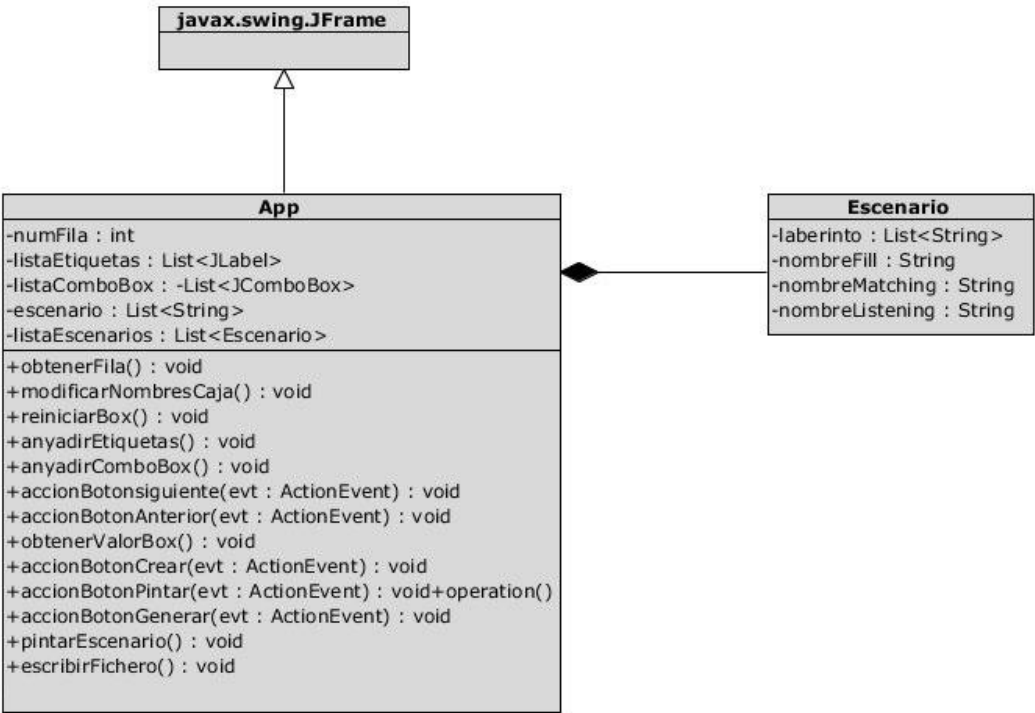 javax.swing.JFrame
App
-numFila : int
-listaEtiquetas : List<JLabel>
-listaComboBox : -List<JComboBox>
-escenario : List<String>
-listaEscenarios : List<Escenario>
+obtenerFila() : void
+modificarNombresCaja() : void
+reiniciarBox() : void
+anyadirEtiquetas() : void
+anyadirComboBox() : void
+accionBotonsiguiente(evt : ActionEvent) : void
+accionBotonAnterior(evt : ActionEvent) : void
+obtenerValorBox() : void
+accionBotonCrear(evt : ActionEvent) : void
+accionBotonPintar(evt : ActionEvent) : void+operation()
+accionBotonGenerar(evt : ActionEvent) : void
+pintarEscenario() : void
+escribirFichero() : void
Escenario
-laberinto : List<String>
-nombreFill : String
-nombreMatching : String
-nombreListening : String